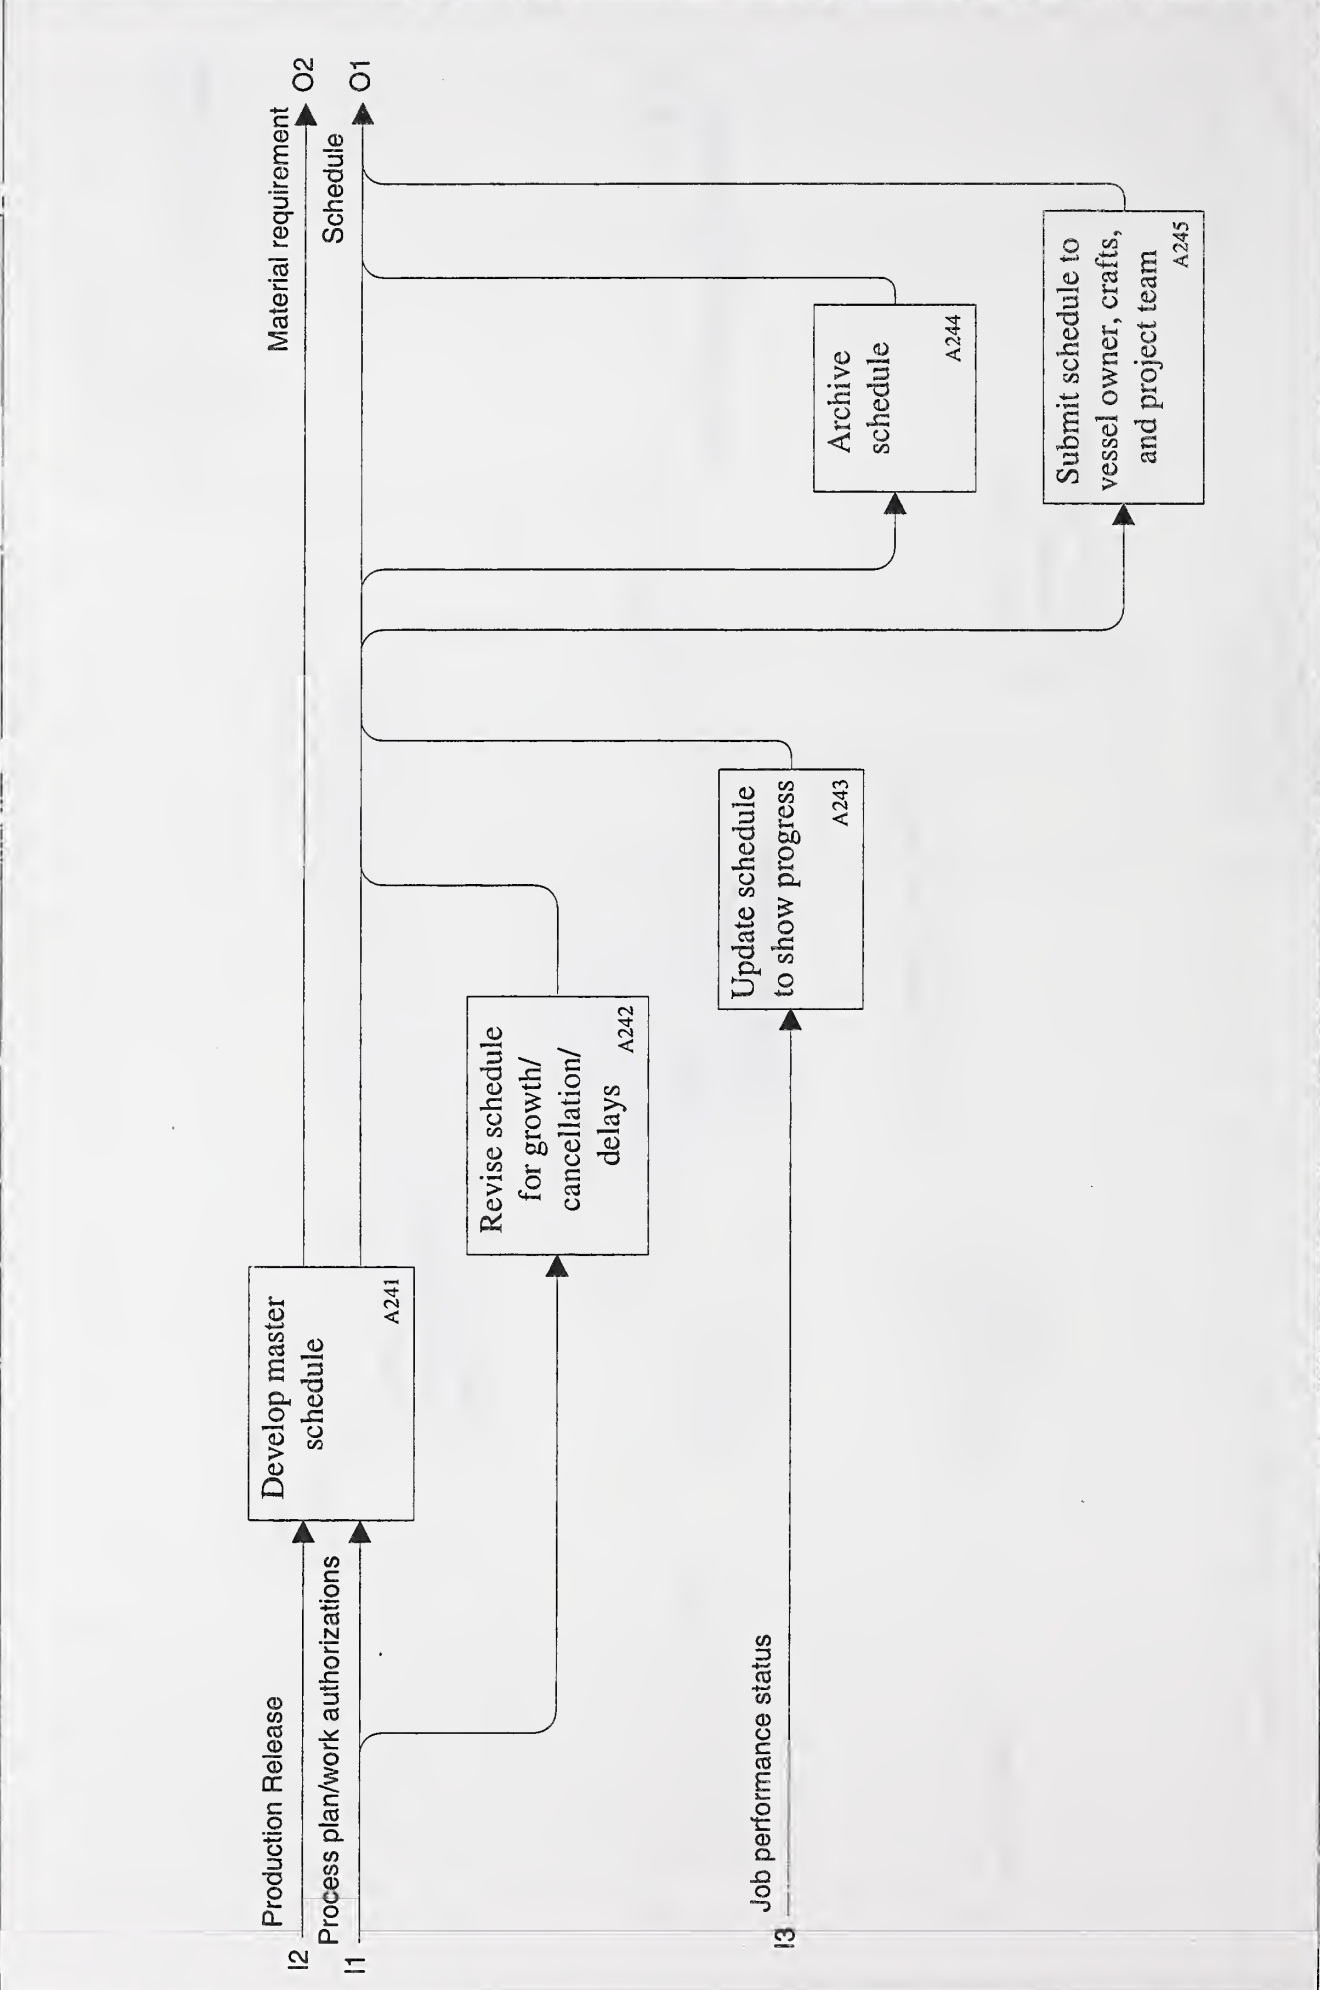 I2
Production Release
I1
Process plan/work authorizations
Develop master
schedule
A241
Material requirement
O2
Schedule
O1
Revise schedule
for growth/
cancellation/
delays
A242
I3
Job performance status
Update schedule
to show progress
A243
Archive
schedule
A244
Submit schedule to
vessel owner, crafts,
and project team
A245